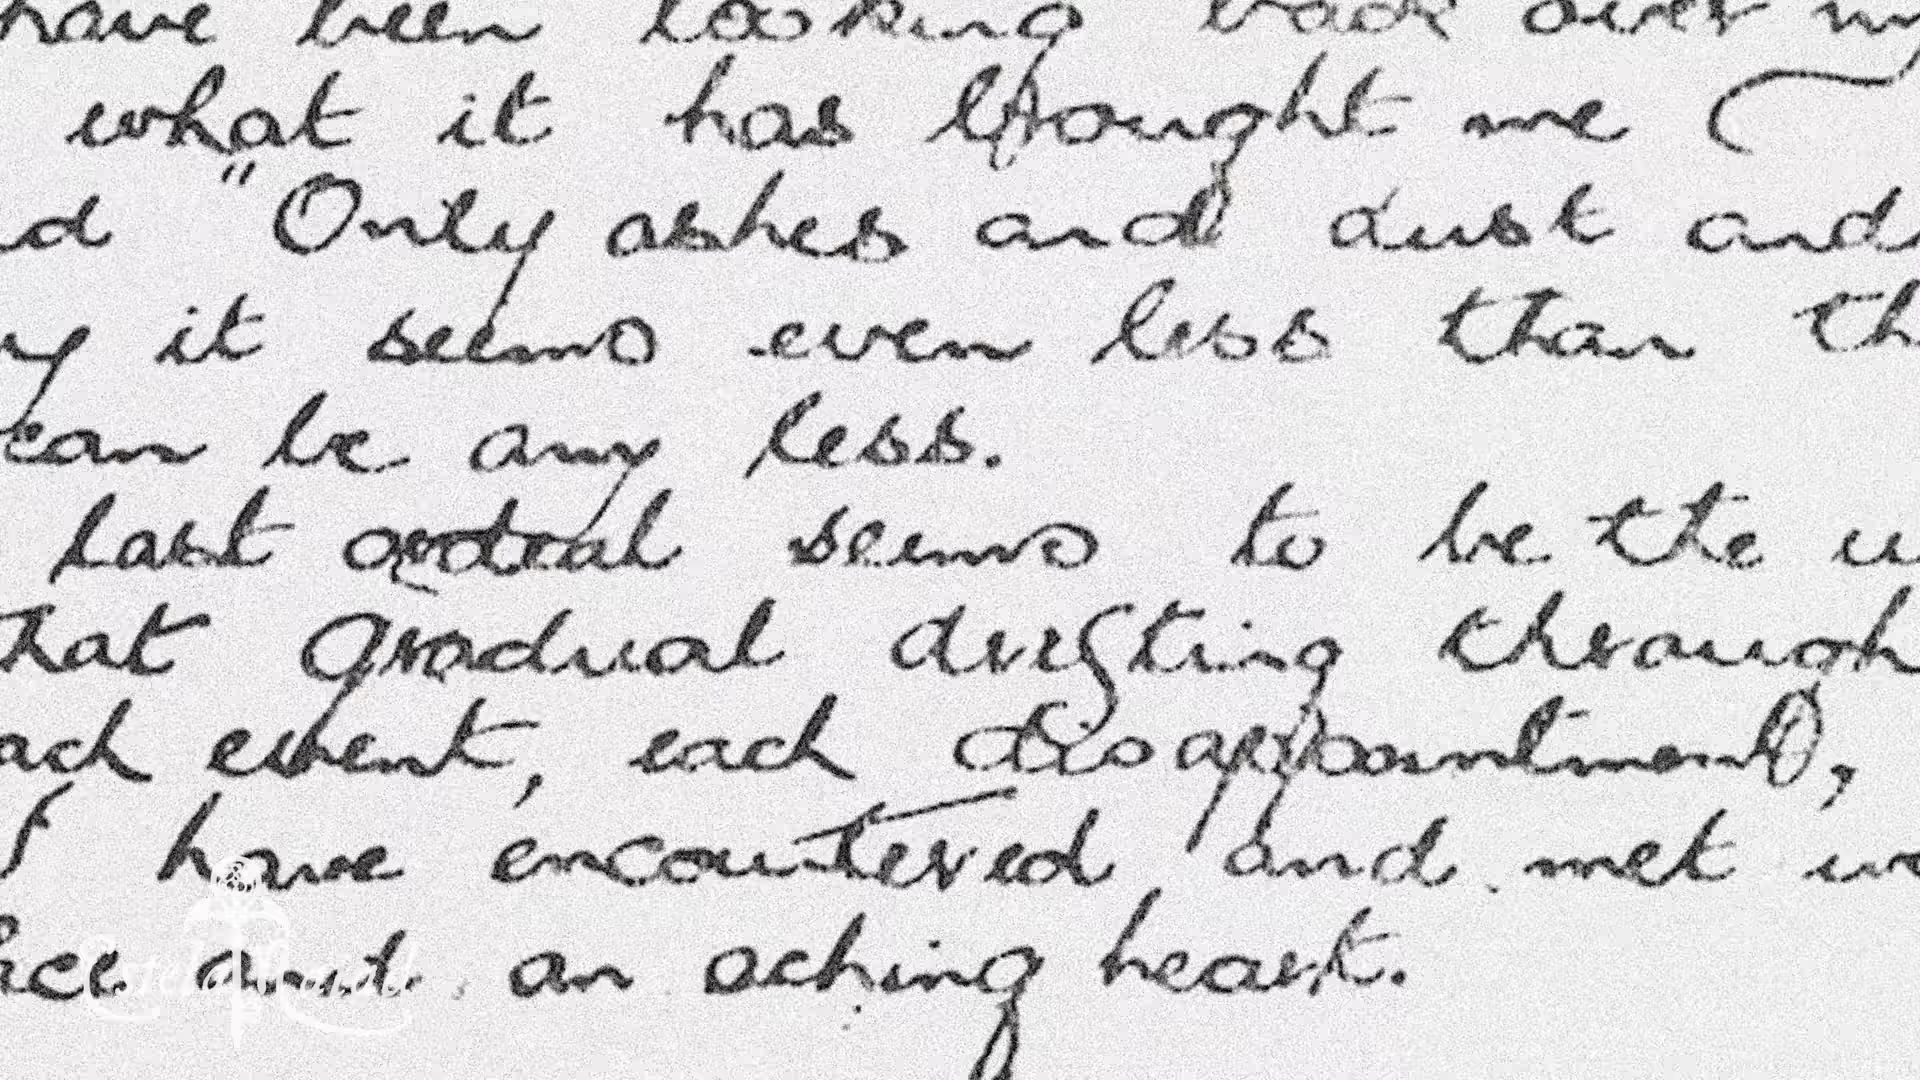 have been looking back over my
what it has brought me
"Only ashes and dust and
it seems even less than
can be any less.
last ordeal seems to be the
that gradual drifting through
each event, each disappointment,
I have encountered and met
and an aching heart.